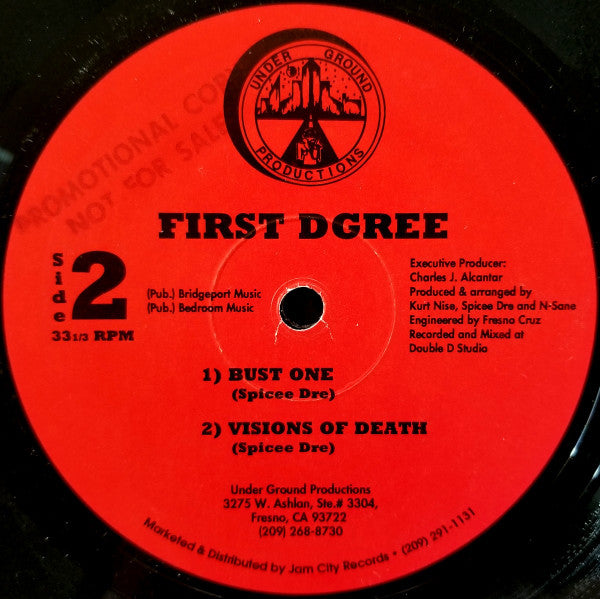 PROMOTIONAL COPY
NOT FOR SALE
UNDER GROUND
PRODUCTIONS
FIRST DGREE
Side 2
33 1/3 RPM
(Pub.) Bridgeport Music
(Pub.) Bedroom Music
Executive Producer:
Charles J. Alcantar
Produced & arranged by
Kurt Nise, Spicee Dre and N-Sane
Engineered by Fresno Cruz
Recorded and Mixed at
Double D Studio
1) BUST ONE
(Spicee Dre)
2) VISIONS OF DEATH
(Spicee Dre)
Under Ground Productions
3275 W. Ashlan, Ste.# 3304,
Fresno, CA 93722
(209) 268-8730
Marketed & Distributed by Jam City Records • (209) 291-1131